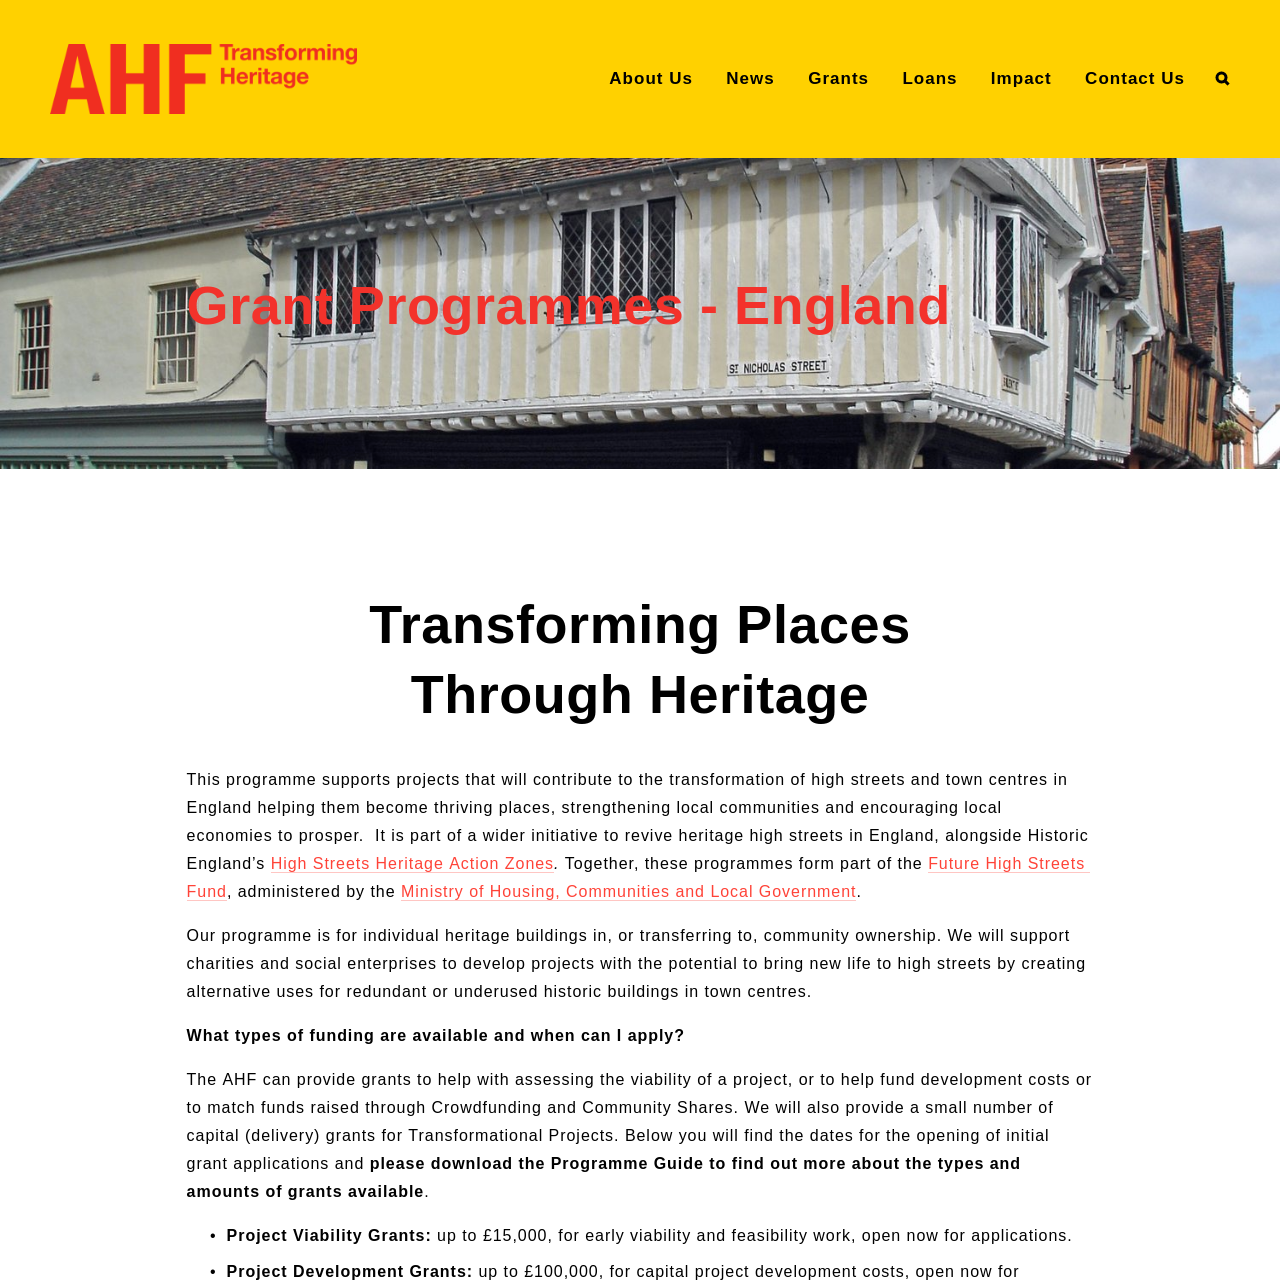 AHF Transforming
Heritage
About Us News Grants Loans Impact Contact Us
Grant Programmes - England
ST NICHOLAS STREET
Transforming Places
Through Heritage
This programme supports projects that will contribute to the transformation of high streets and town centres in
England helping them become thriving places, strengthening local communities and encouraging local
economies to prosper.  It is part of a wider initiative to revive heritage high streets in England, alongside Historic
England’s High Streets Heritage Action Zones. Together, these programmes form part of the Future High Streets
Fund, administered by the Ministry of Housing, Communities and Local Government.
Our programme is for individual heritage buildings in, or transferring to, community ownership. We will support
charities and social enterprises to develop projects with the potential to bring new life to high streets by creating
alternative uses for redundant or underused historic buildings in town centres.
What types of funding are available and when can I apply?
The AHF can provide grants to help with assessing the viability of a project, or to help fund development costs or
to match funds raised through Crowdfunding and Community Shares. We will also provide a small number of
capital (delivery) grants for Transformational Projects. Below you will find the dates for the opening of initial
grant applications and please download the Programme Guide to find out more about the types and
amounts of grants available.
• Project Viability Grants: up to £15,000, for early viability and feasibility work, open now for applications.
• Project Development Grants: up to £100,000, for capital project development costs, open now for